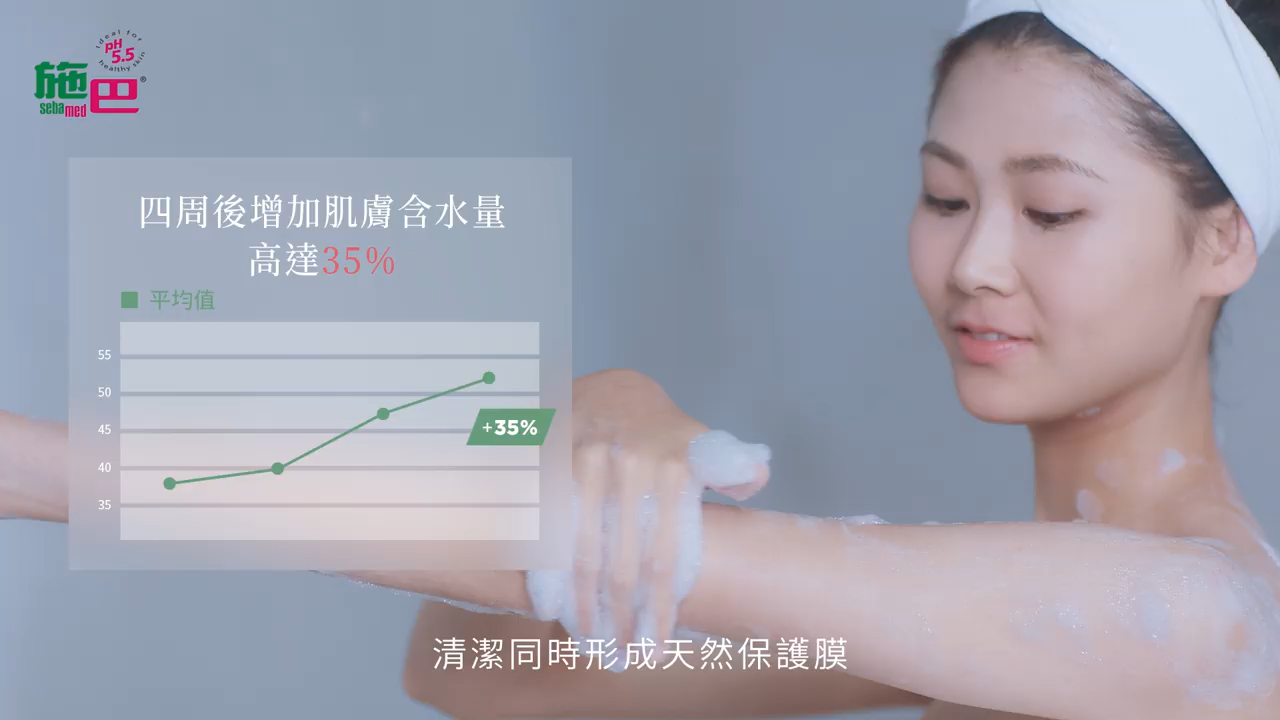 ideal for
pH
5.5
healthy skin
施巴®
sebamed
四周後增加肌膚含水量
高達35%
平均值
55
50
45
40
35
+35%
清潔同時形成天然保護膜